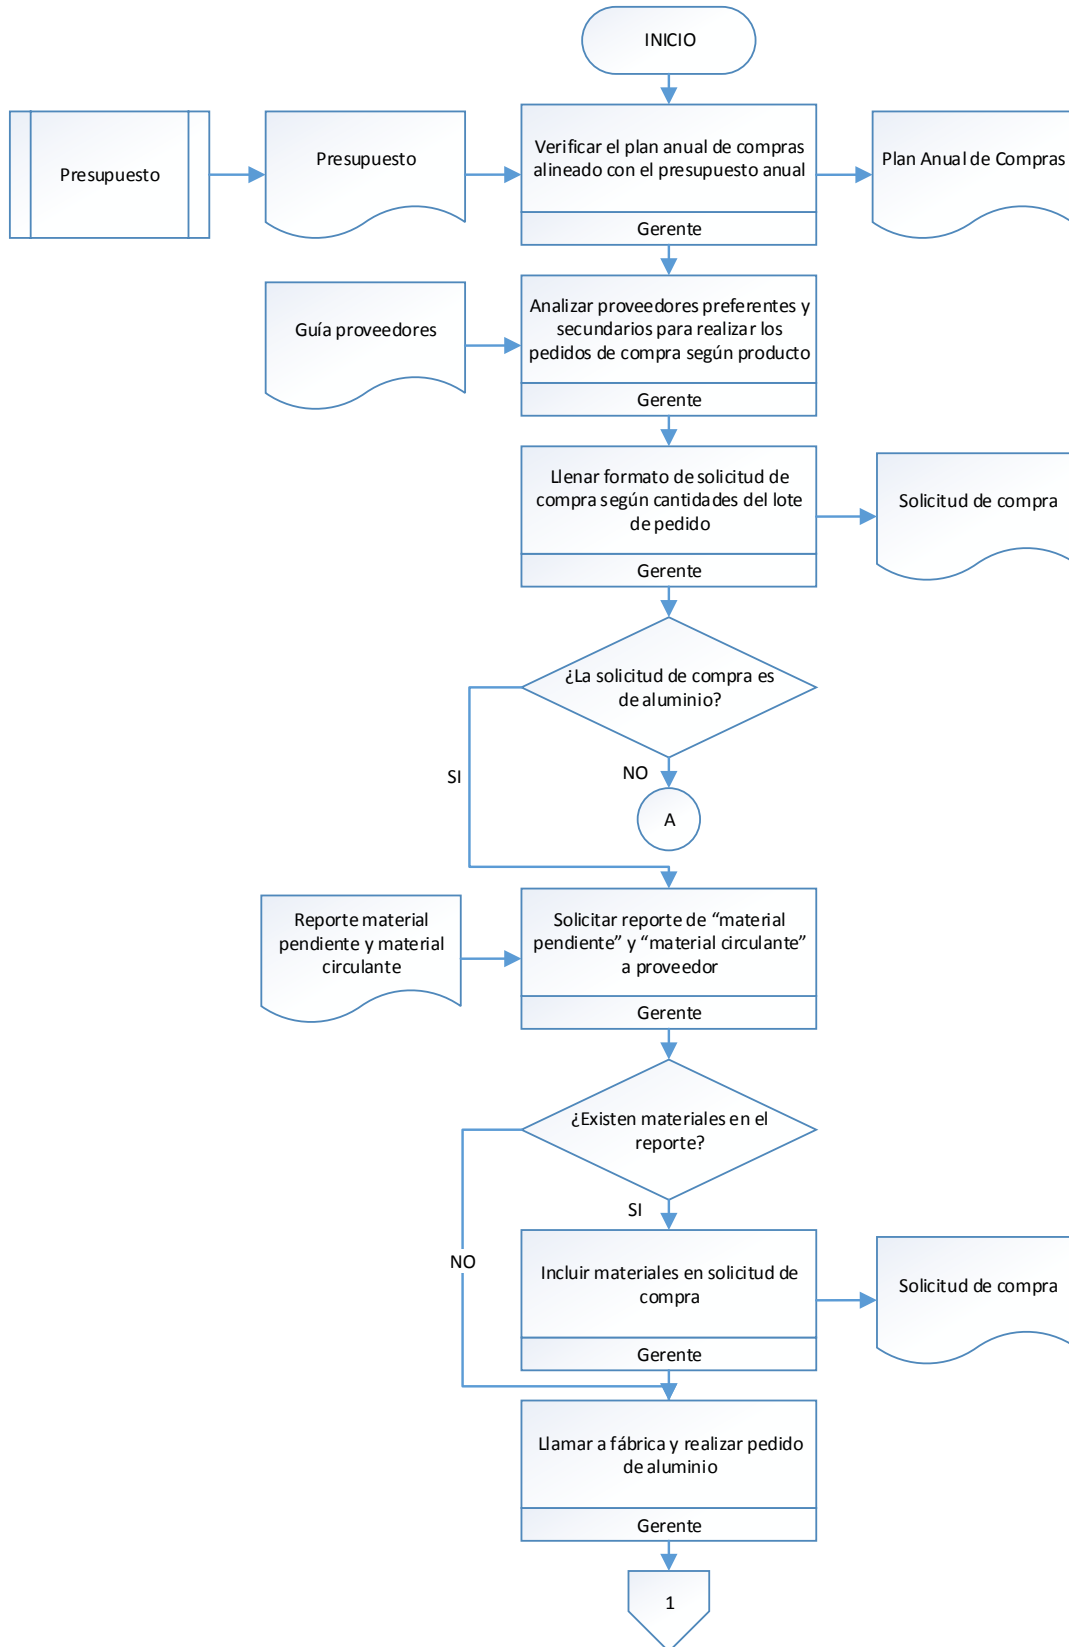 INICIO
Presupuesto
Presupuesto
Verificar el plan anual de compras
alineado con el presupuesto anual
Gerente
Plan Anual de Compras
Guía proveedores
Analizar proveedores preferentes y
secundarios para realizar los
pedidos de compra según producto
Gerente
Llenar formato de solicitud de
compra según cantidades del lote
de pedido
Gerente
Solicitud de compra
¿La solicitud de compra es
de aluminio?
SI
NO
A
Reporte material
pendiente y material
circulante
Solicitar reporte de “material
pendiente” y “material circulante”
a proveedor
Gerente
¿Existen materiales en el
reporte?
SI
NO
Incluir materiales en solicitud de
compra
Gerente
Solicitud de compra
Llamar a fábrica y realizar pedido
de aluminio
Gerente
1